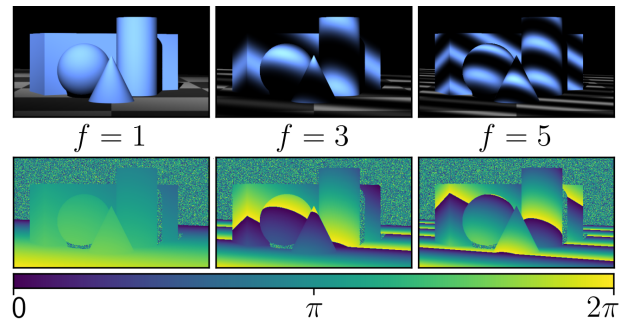 f = 1 f = 3 f = 5
0 π 2π